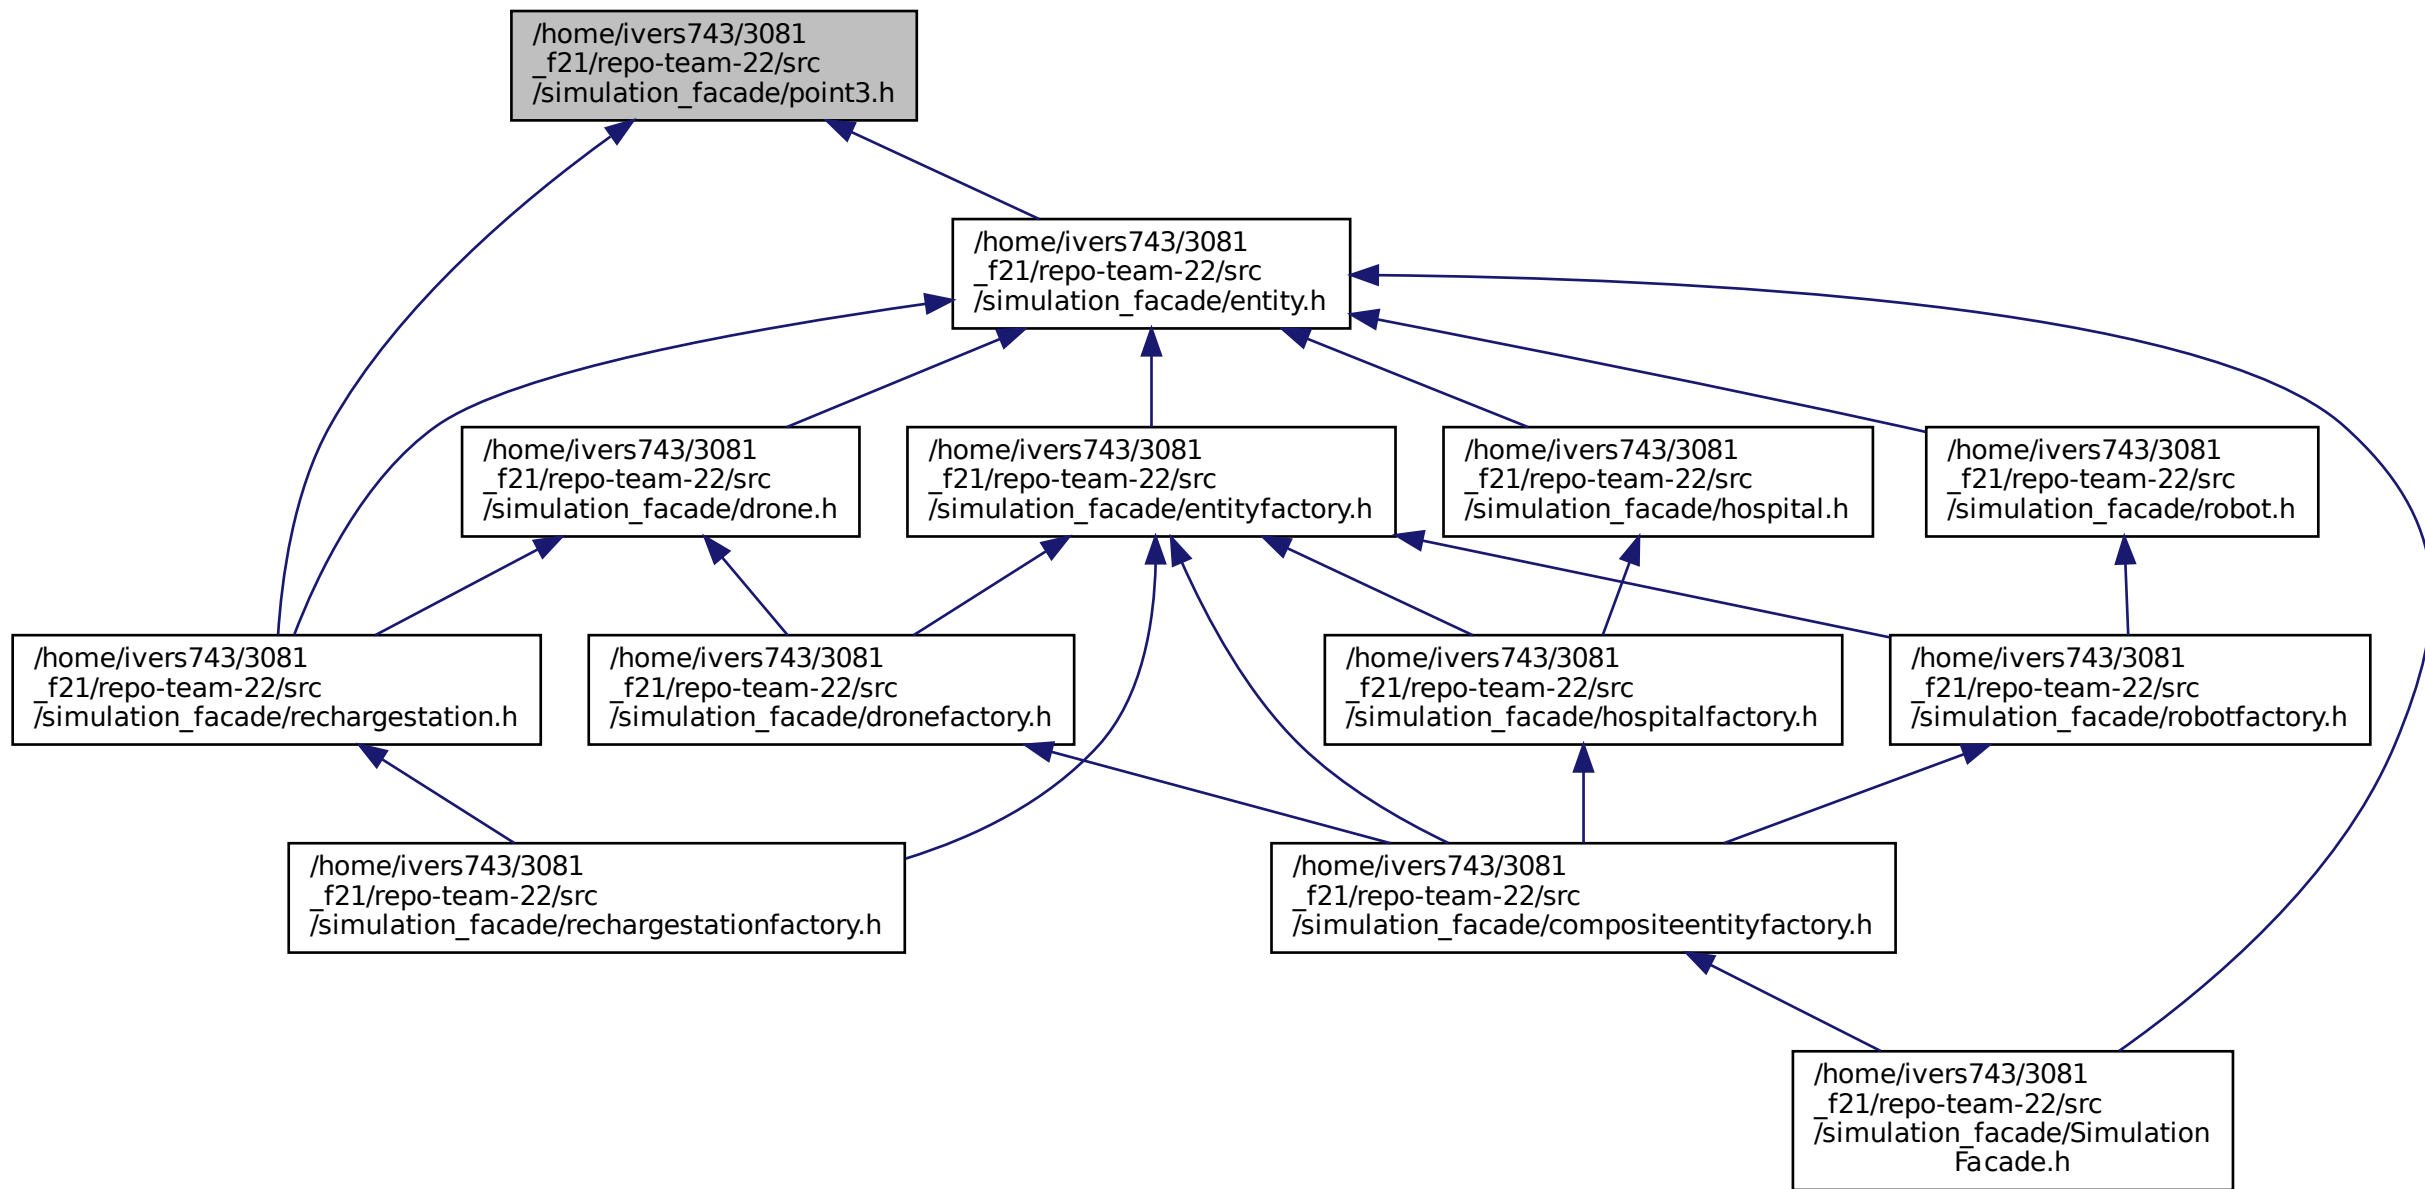 /home/ivers743/3081
_f21/repo-team-22/src
/simulation_facade/point3.h
/home/ivers743/3081
_f21/repo-team-22/src
/simulation_facade/entity.h
/home/ivers743/3081
_f21/repo-team-22/src
/simulation_facade/drone.h
/home/ivers743/3081
_f21/repo-team-22/src
/simulation_facade/entityfactory.h
/home/ivers743/3081
_f21/repo-team-22/src
/simulation_facade/hospital.h
/home/ivers743/3081
_f21/repo-team-22/src
/simulation_facade/robot.h
/home/ivers743/3081
_f21/repo-team-22/src
/simulation_facade/rechargestation.h
/home/ivers743/3081
_f21/repo-team-22/src
/simulation_facade/dronefactory.h
/home/ivers743/3081
_f21/repo-team-22/src
/simulation_facade/hospitalfactory.h
/home/ivers743/3081
_f21/repo-team-22/src
/simulation_facade/robotfactory.h
/home/ivers743/3081
_f21/repo-team-22/src
/simulation_facade/rechargestationfactory.h
/home/ivers743/3081
_f21/repo-team-22/src
/simulation_facade/compositeentityfactory.h
/home/ivers743/3081
_f21/repo-team-22/src
/simulation_facade/Simulation
Facade.h